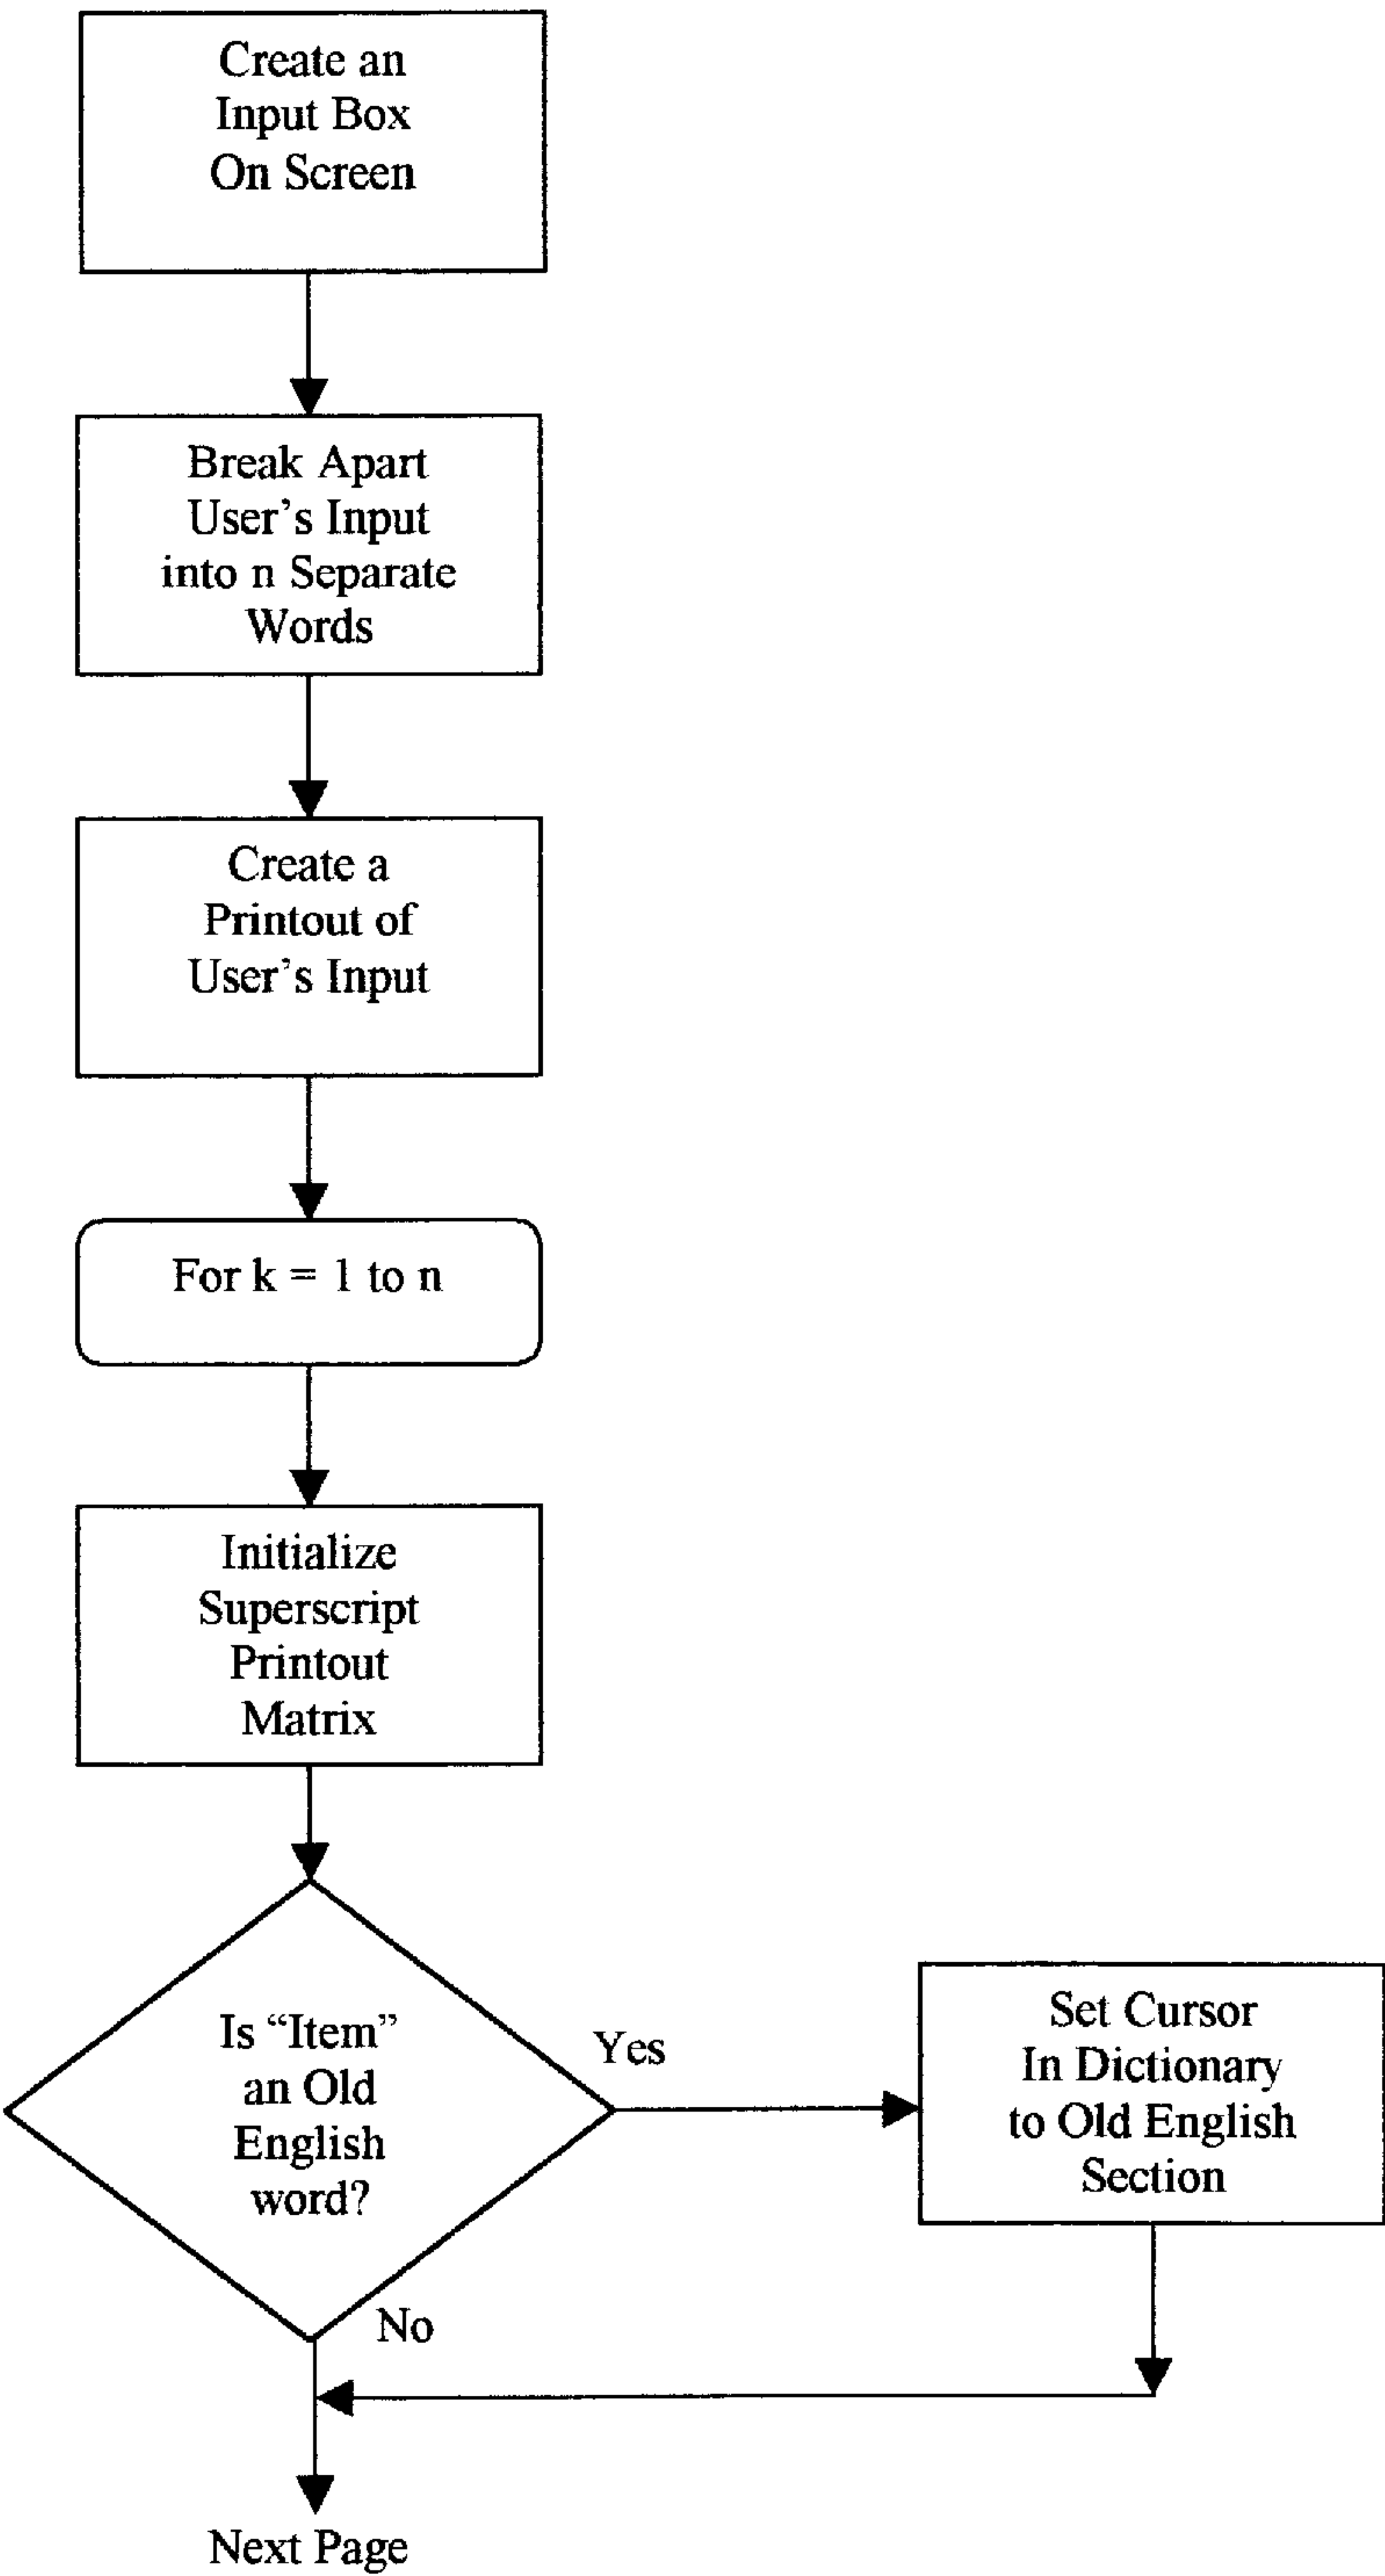 Create an
Input Box
On Screen
Break Apart
User's Input
into n Separate
Words
Create a
Printout of
User's Input
For k = 1 to n
Initialize
Superscript
Printout
Matrix
Is “Item”
an Old
English
word?
Yes
Set Cursor
In Dictionary
to Old English
Section
No
Next Page